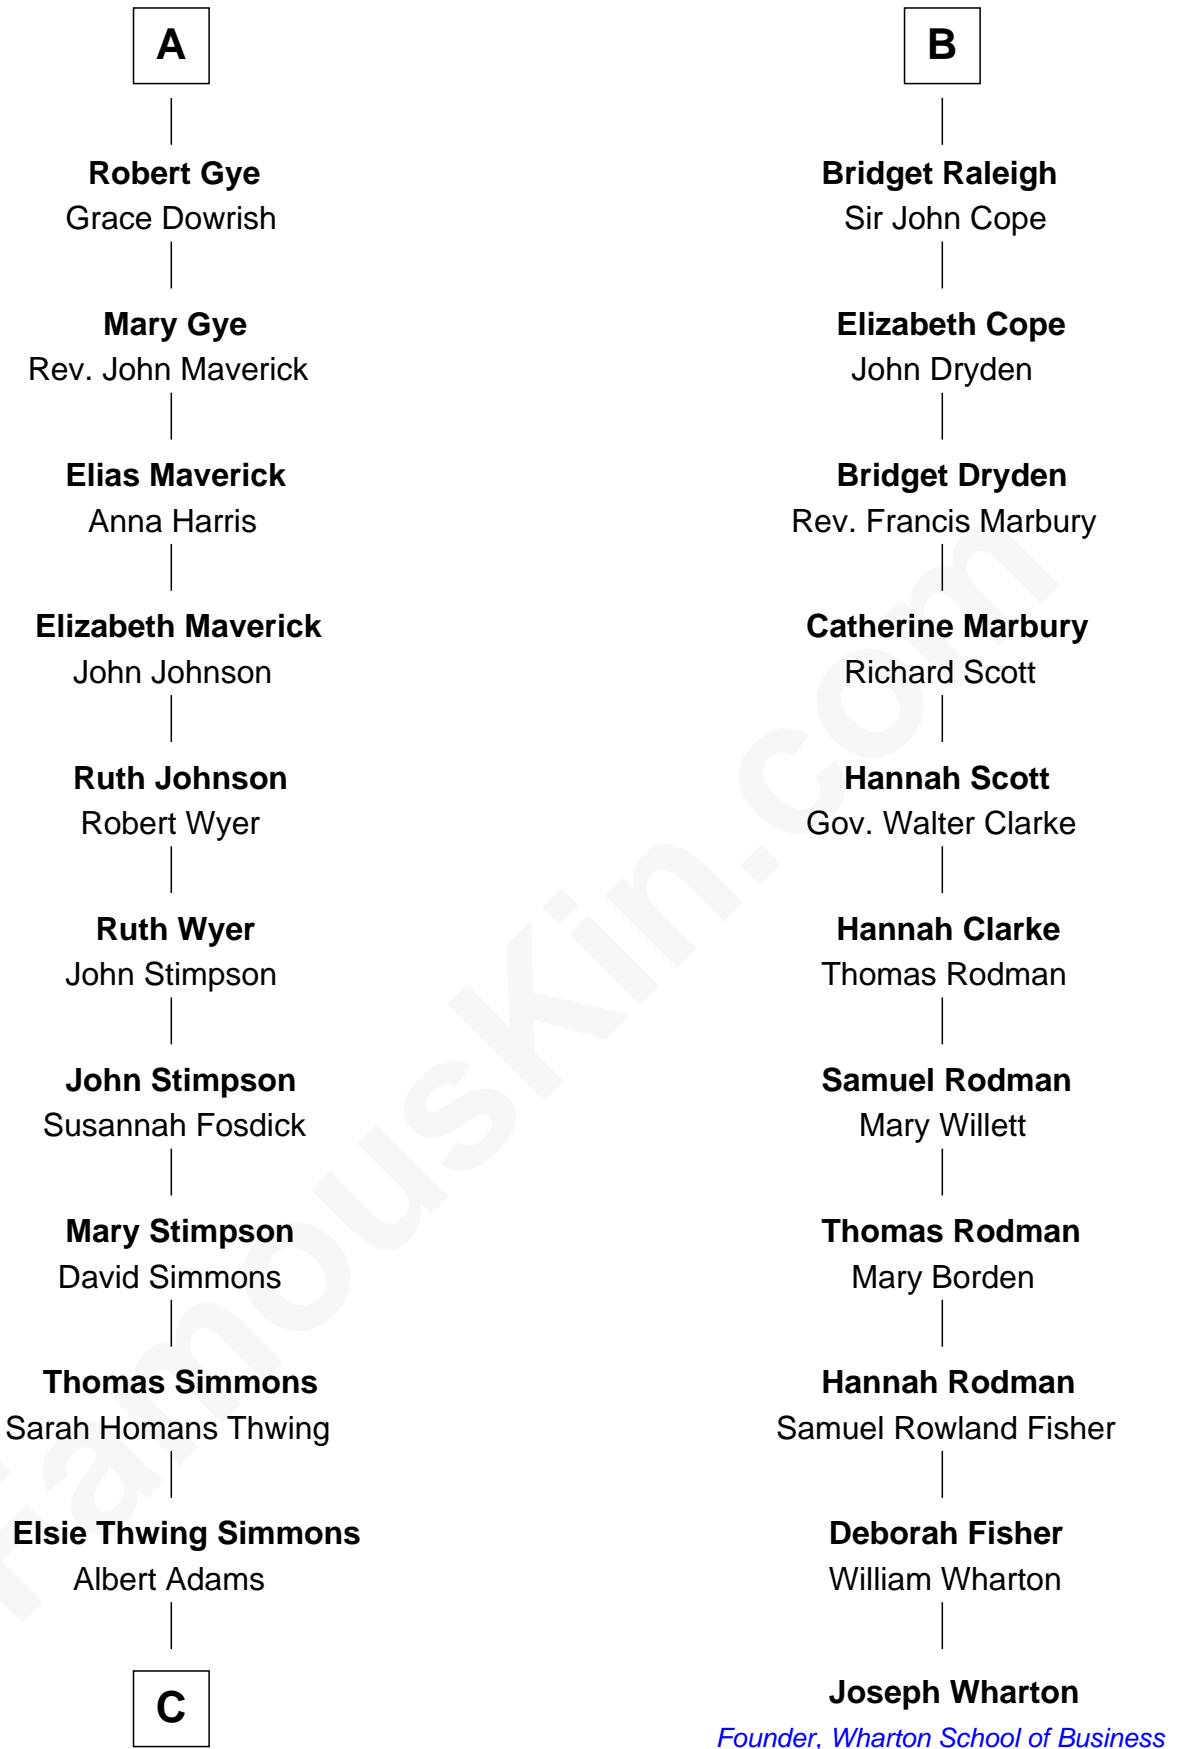 A
Robert Gye
Grace Dowrish
Mary Gye
Rev. John Maverick
Elias Maverick
Anna Harris
Elizabeth Maverick
John Johnson
Ruth Johnson
Robert Wyer
Ruth Wyer
John Stimpson
John Stimpson
Susannah Fosdick
Mary Stimpson
David Simmons
Thomas Simmons
Sarah Homans Thwing
Elsie Thwing Simmons
Albert Adams
C
B
Bridget Raleigh
Sir John Cope
Elizabeth Cope
John Dryden
Bridget Dryden
Rev. Francis Marbury
Catherine Marbury
Richard Scott
Hannah Scott
Gov. Walter Clarke
Hannah Clarke
Thomas Rodman
Samuel Rodman
Mary Willett
Thomas Rodman
Mary Borden
Hannah Rodman
Samuel Rowland Fisher
Deborah Fisher
William Wharton
Joseph Wharton
Founder, Wharton School of Business
FamousKin.com